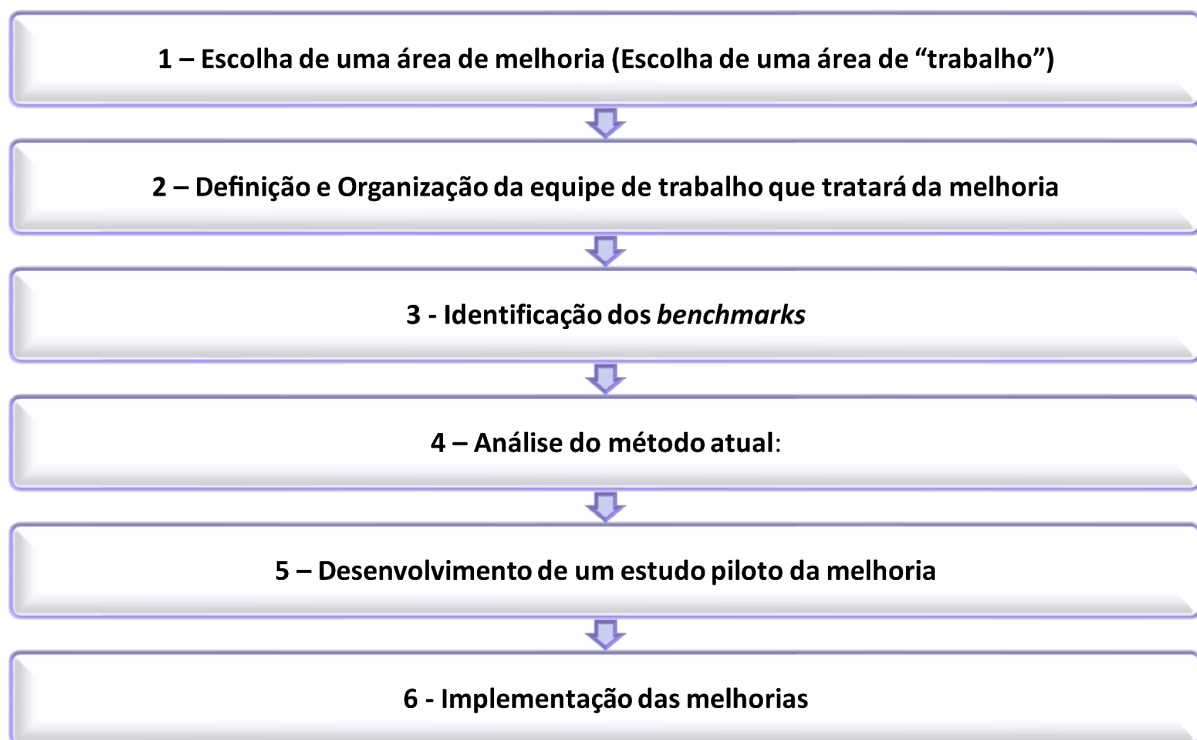 1 – Escolha de uma área de melhoria (Escolha de uma área de “trabalho”)
2 – Definição e Organização da equipe de trabalho que tratará da melhoria
3 - Identificação dos benchmarks
4 – Análise do método atual:
5 – Desenvolvimento de um estudo piloto da melhoria
6 - Implementação das melhorias